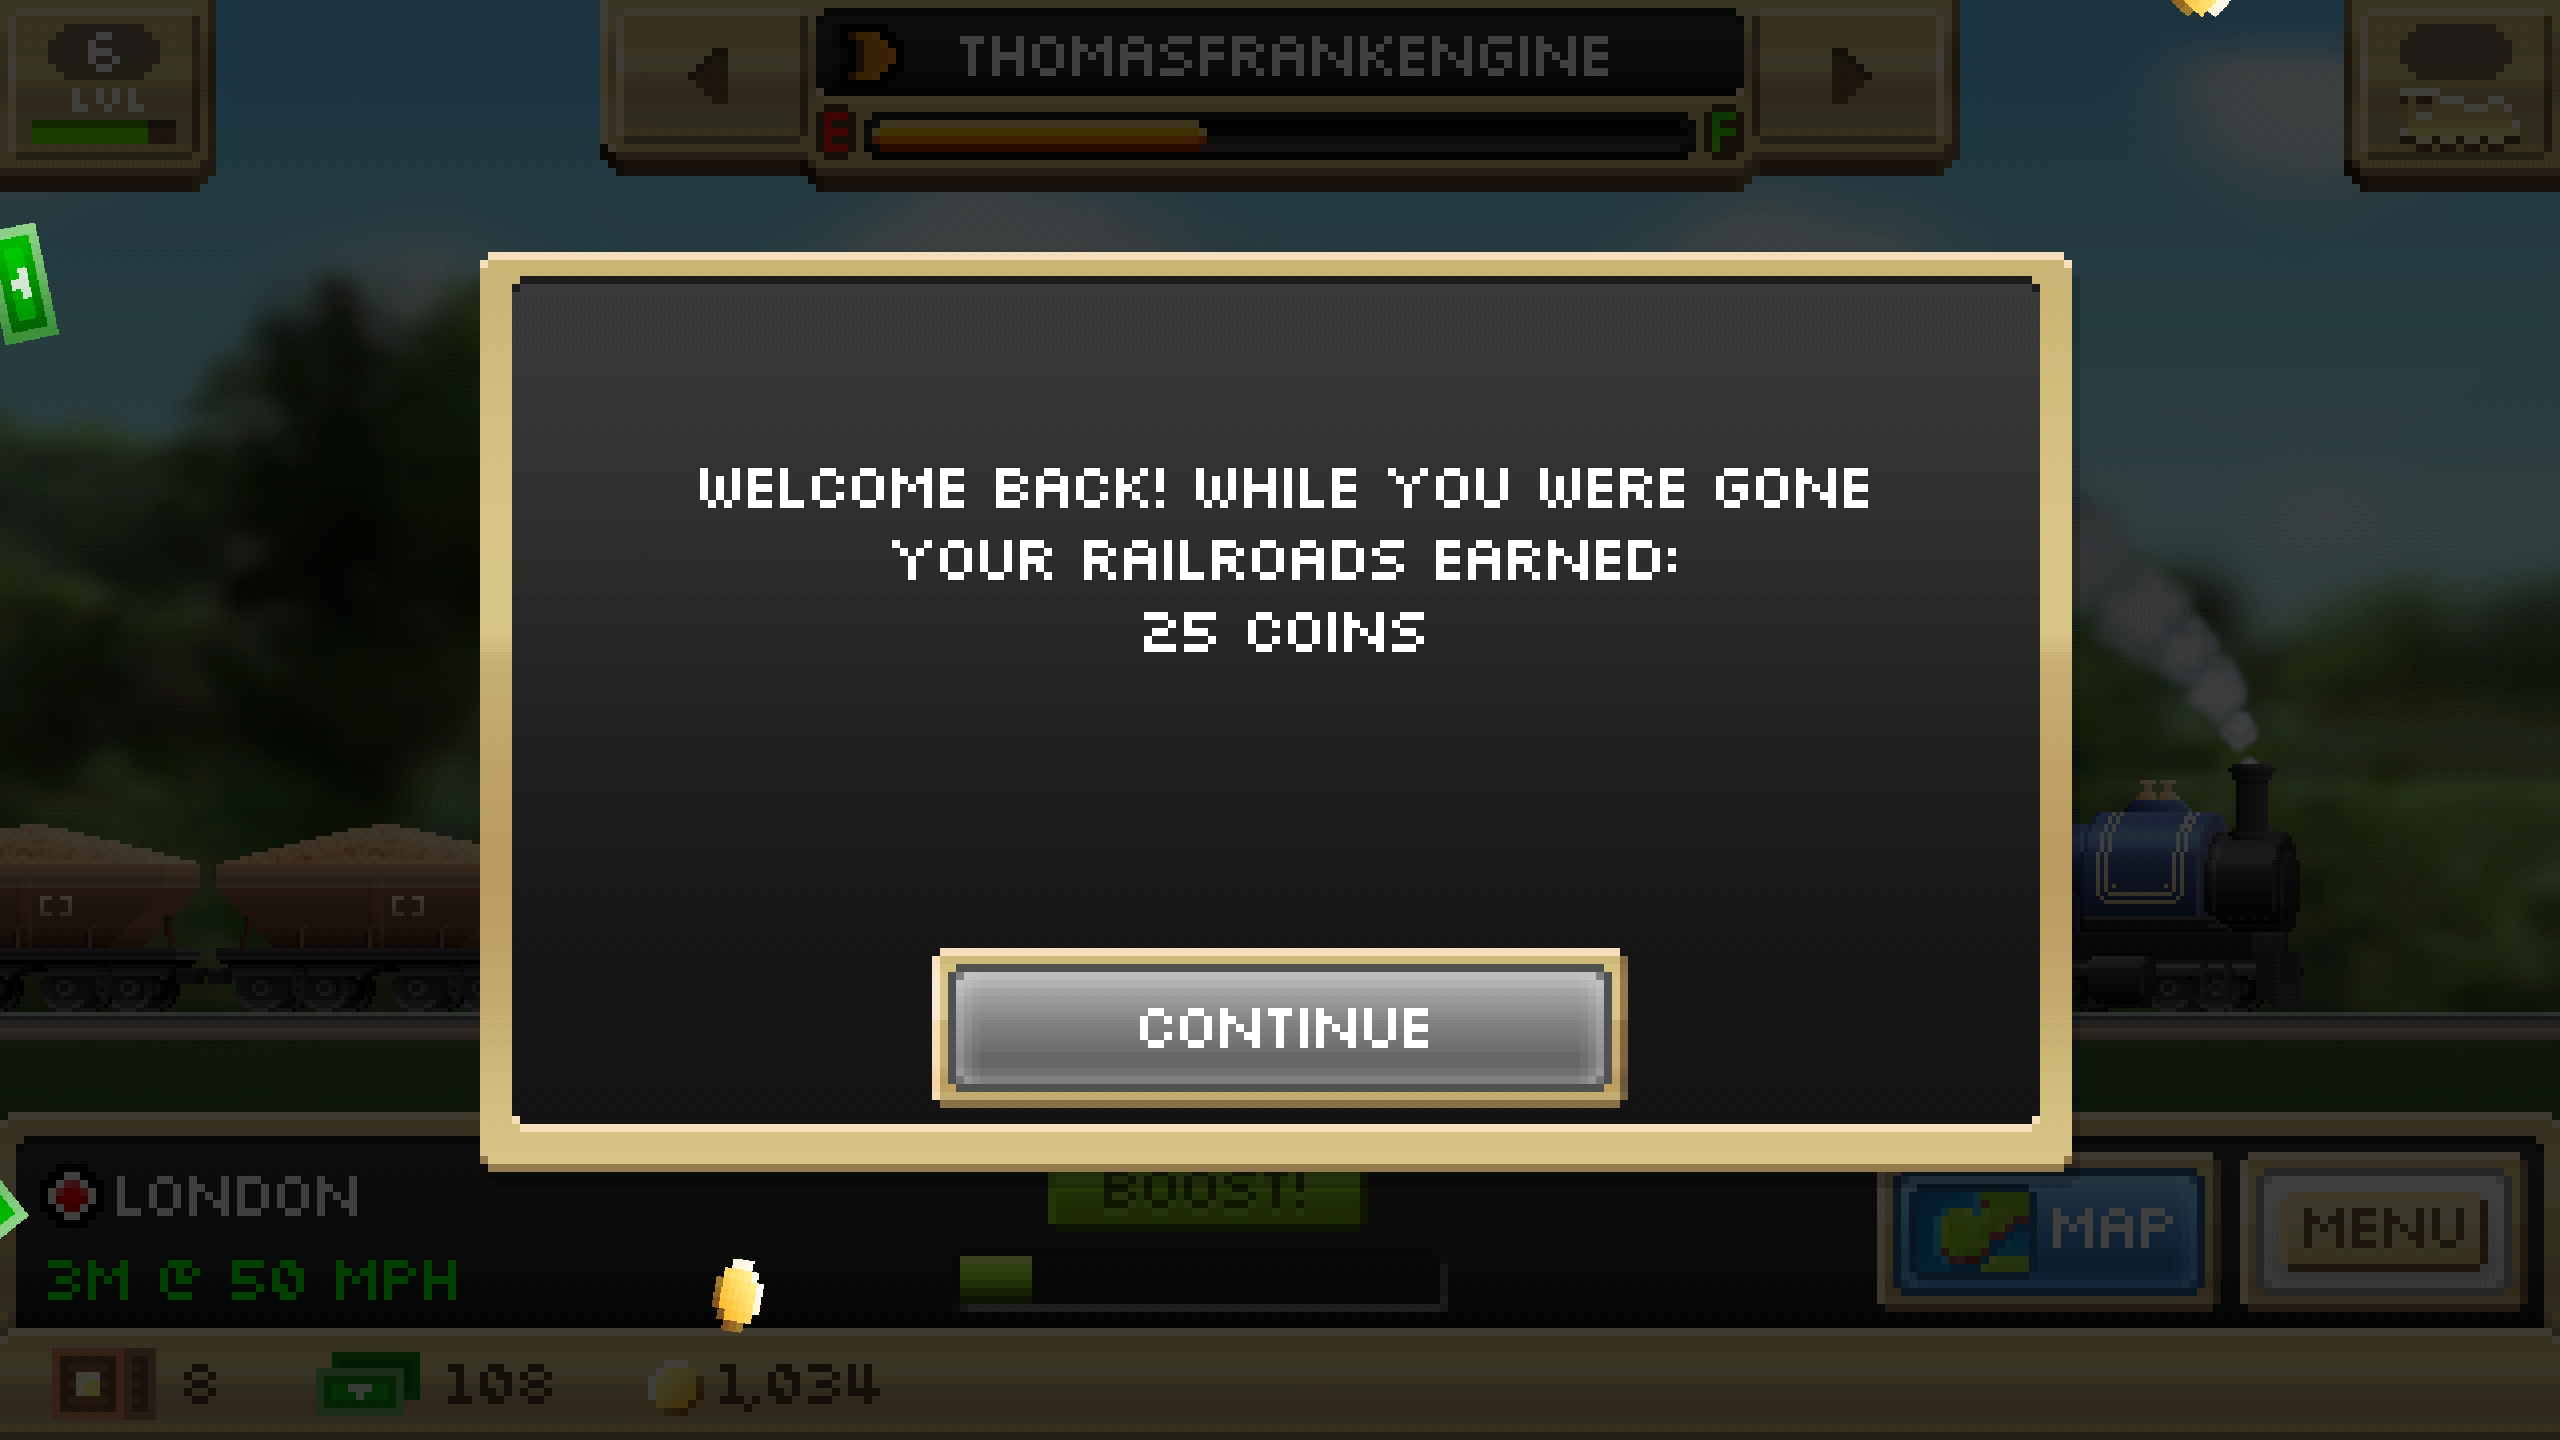 6
LVL
THOMASFRANKENGINE
E
F
1
WELCOME BACK! WHILE YOU WERE GONE
YOUR RAILROADS EARNED:
25 COINS
CONTINUE
LONDON
BOOST!
MAP
MENU
3M @ 50 MPH
8
108
1,034